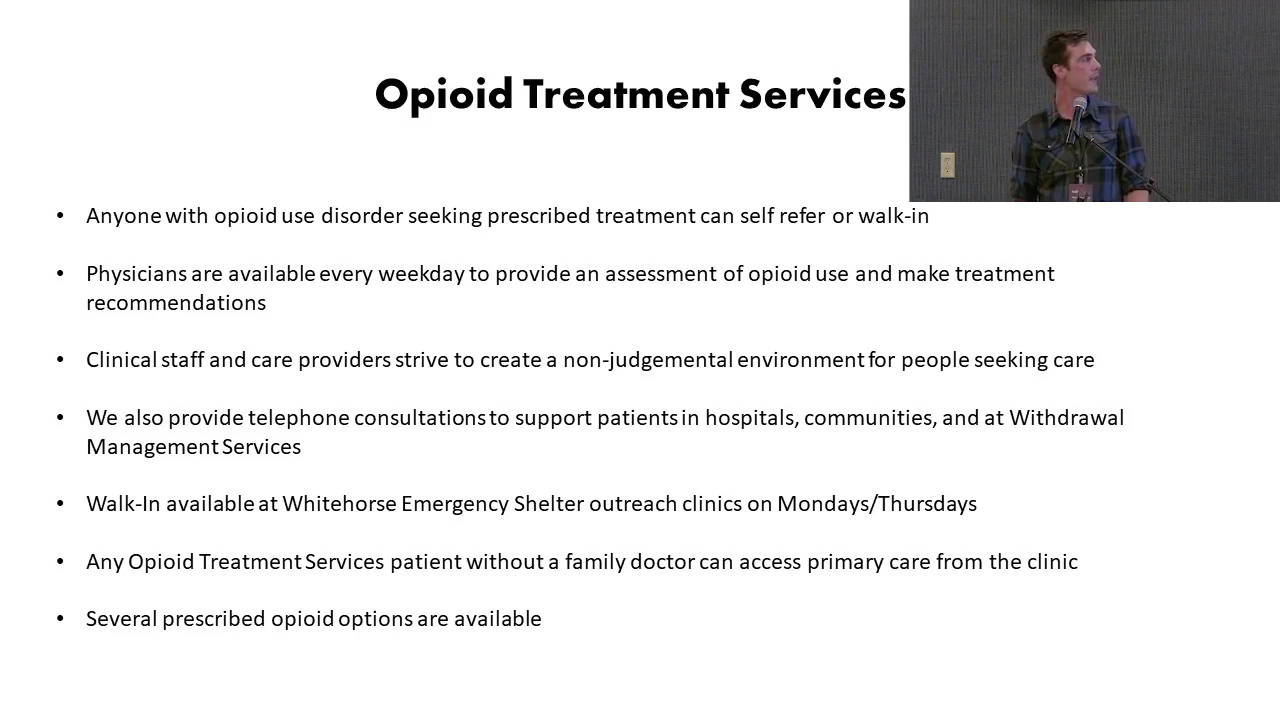 Opioid Treatment Services
• Anyone with opioid use disorder seeking prescribed treatment can self refer or walk-in
• Physicians are available every weekday to provide an assessment of opioid use and make treatment
recommendations
• Clinical staff and care providers strive to create a non-judgemental environment for people seeking care
• We also provide telephone consultations to support patients in hospitals, communities, and at Withdrawal
Management Services
• Walk-In available at Whitehorse Emergency Shelter outreach clinics on Mondays/Thursdays
• Any Opioid Treatment Services patient without a family doctor can access primary care from the clinic
• Several prescribed opioid options are available